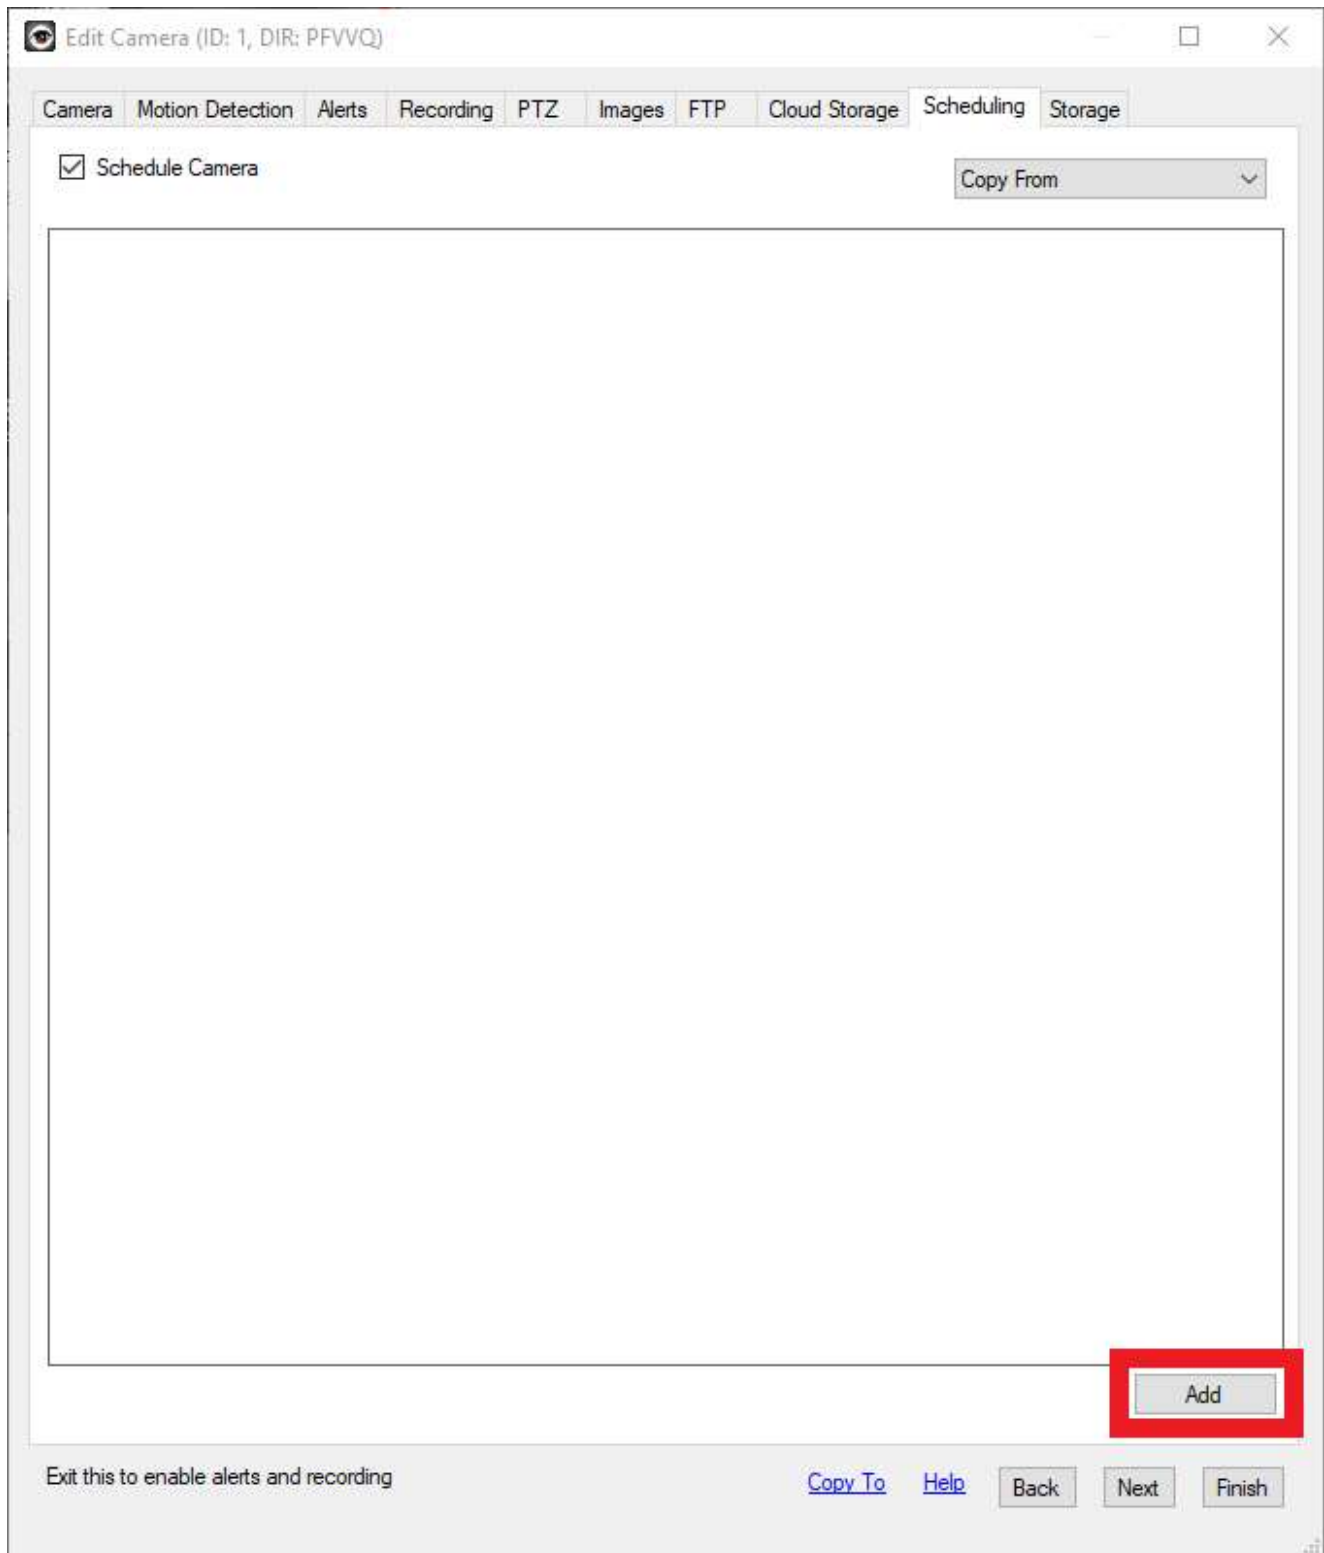 Edit Camera (ID: 1, DIR: PFVVQ)
Camera Motion Detection Alerts Recording PTZ Images FTP Cloud Storage Scheduling Storage
Schedule Camera
Copy From
Add
Exit this to enable alerts and recording
Copy To Help Back Next Finish